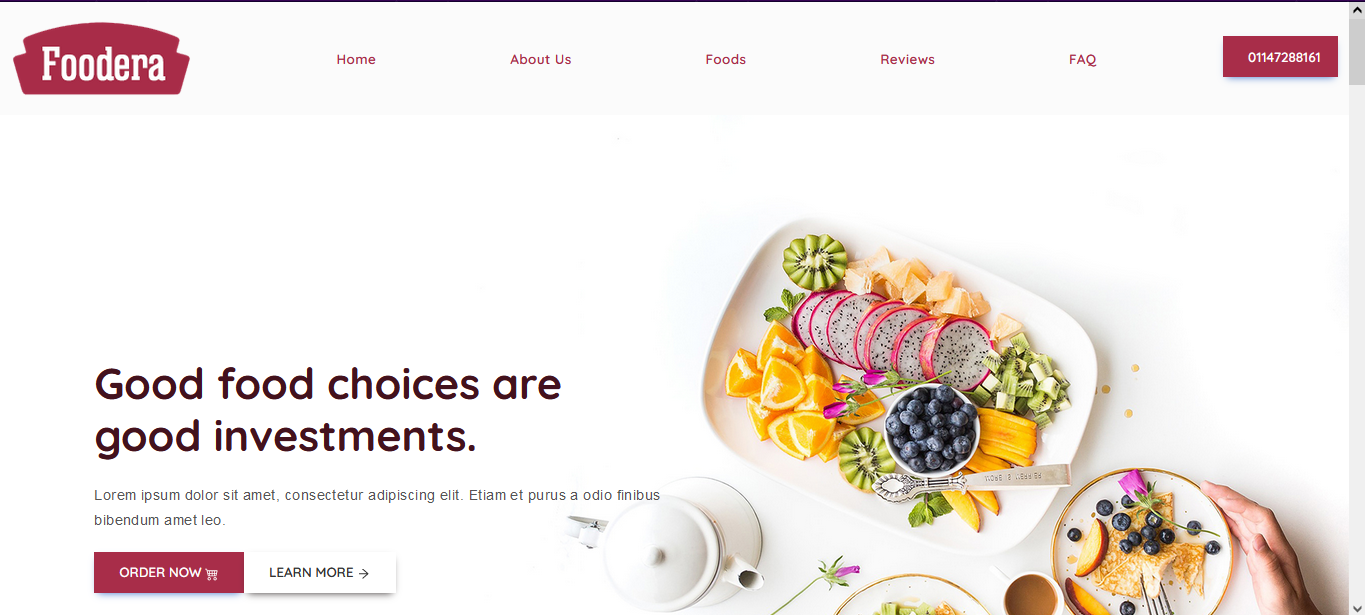 Foodera
Home
About Us
Foods
Reviews
FAQ
01147288161
Good food choices are
good investments.
Lorem ipsum dolor sit amet, consectetur adipiscing elit. Etiam et purus a odio finibus
bibendum amet leo.
ORDER NOW
LEARN MORE →